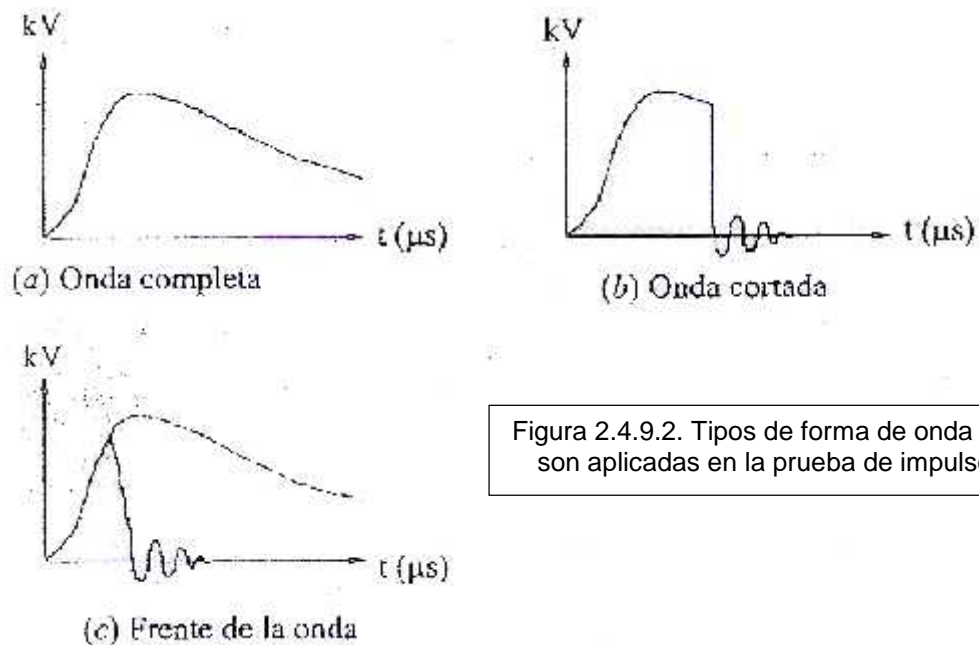 kV
t (μs)
(a) Onda completa
kV
t (μs)
(b) Onda cortada
kV
t (μs)
(c) Frente de la onda
Figura 2.4.9.2. Tipos de forma de onda
son aplicadas en la prueba de impuls